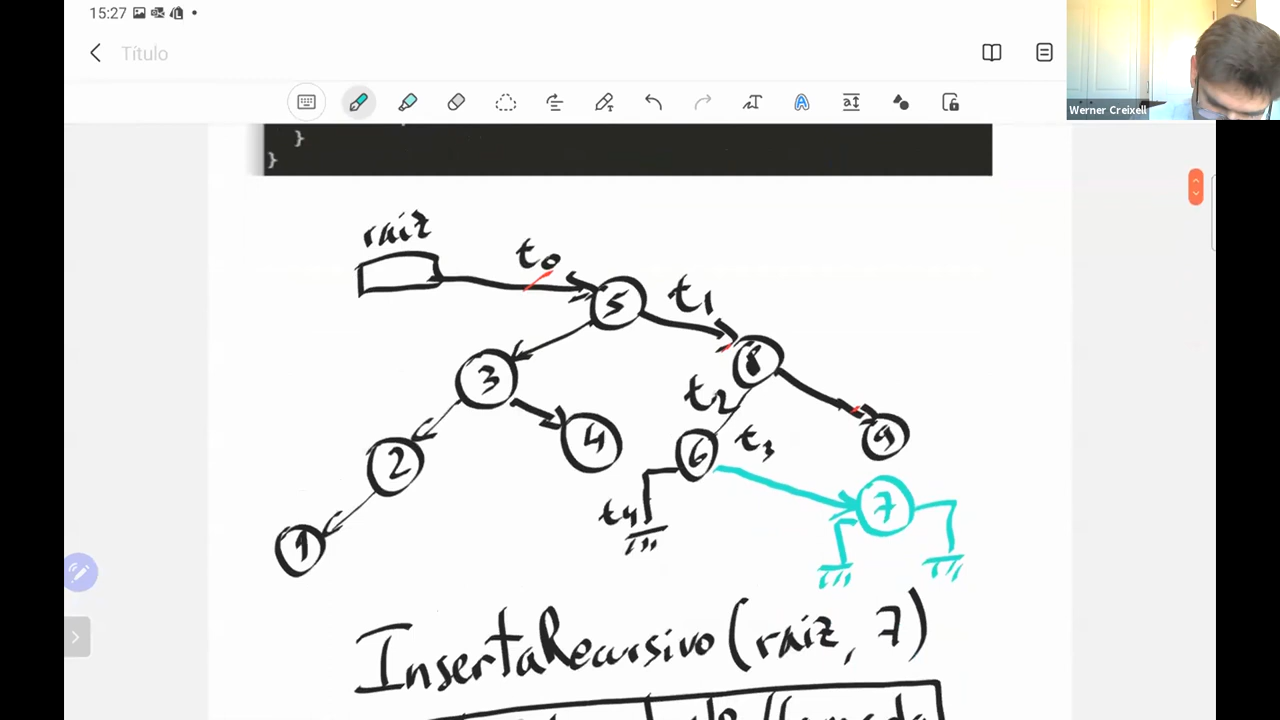 15:27
Título
Werner Creixell
}
}
raiz
t0
5
t1
3
8
t2
4
9
2
6
t3
t4
7
1
InsertaRecursivo(raiz, 7)